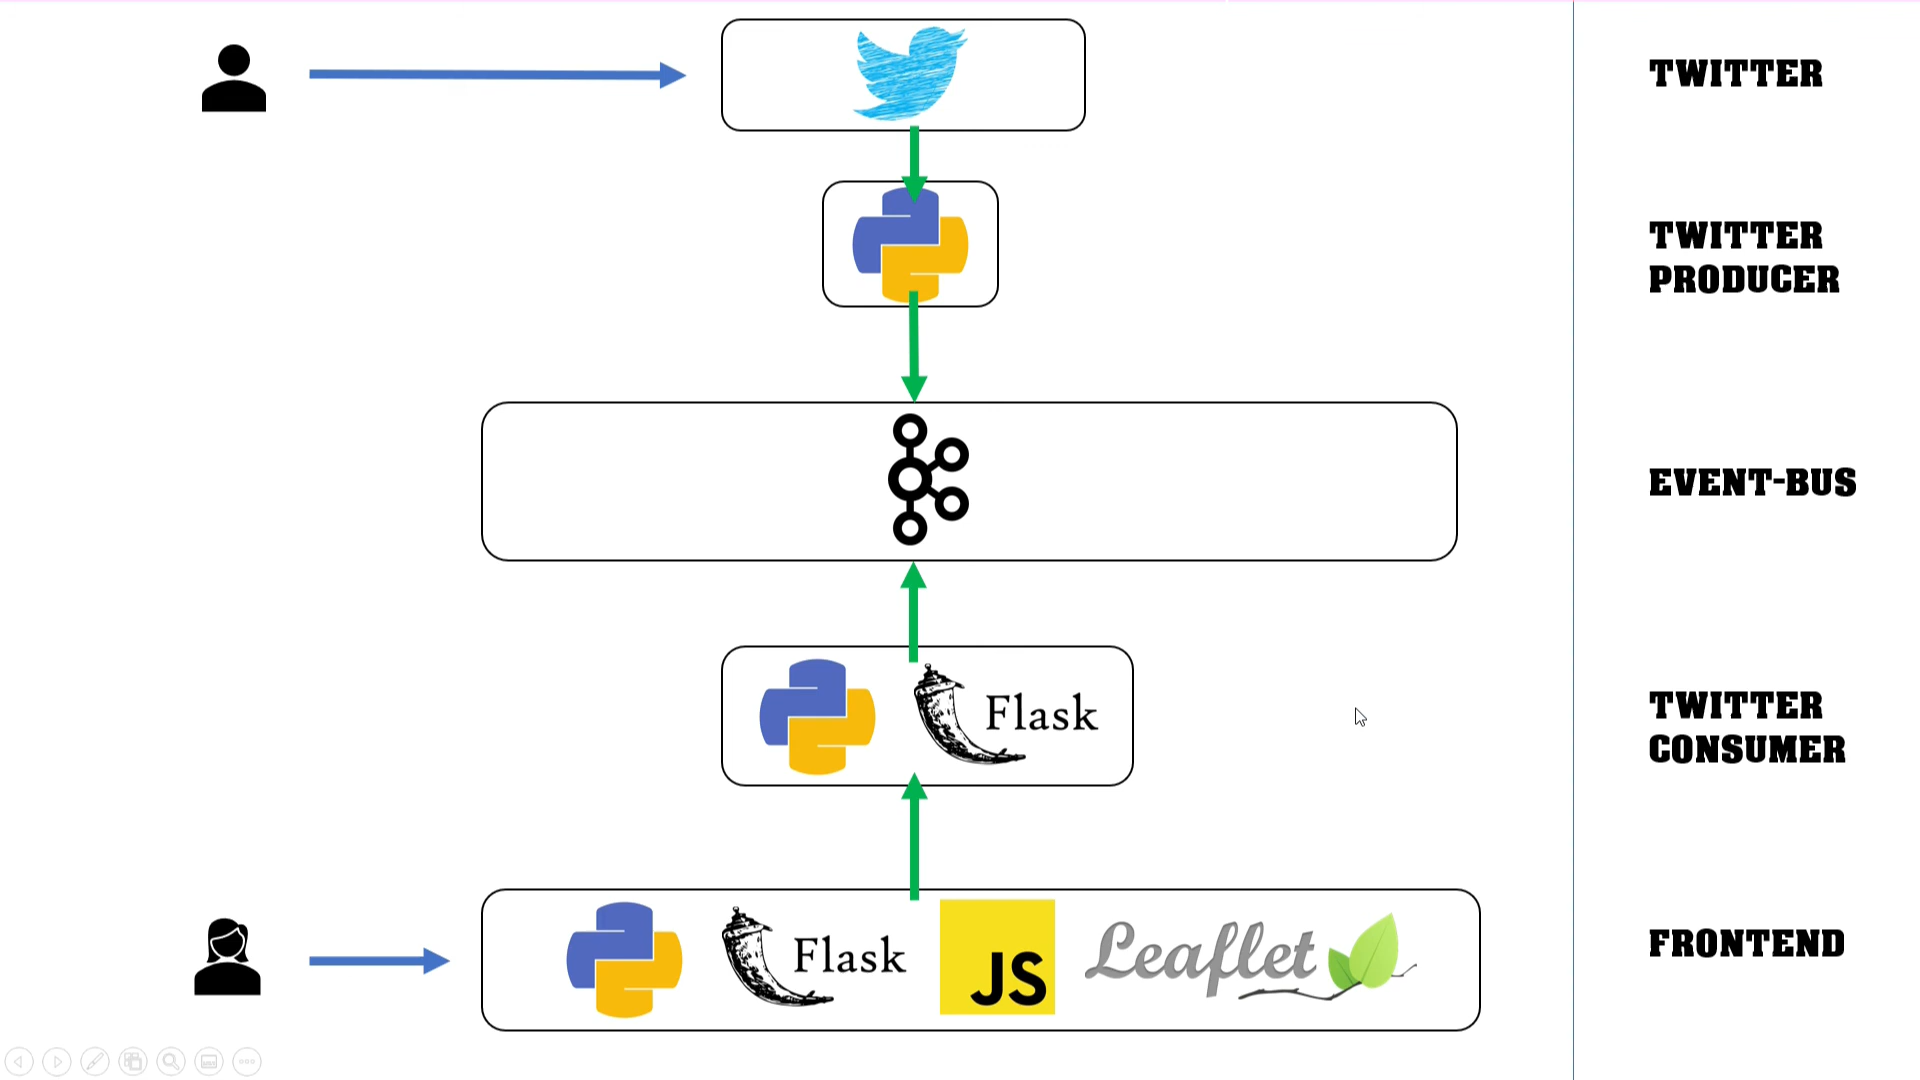 TWITTER
TWITTER
PRODUCER
EVENT-BUS
Flask
TWITTER
CONSUMER
Flask
JS
Leaflet
FRONTEND